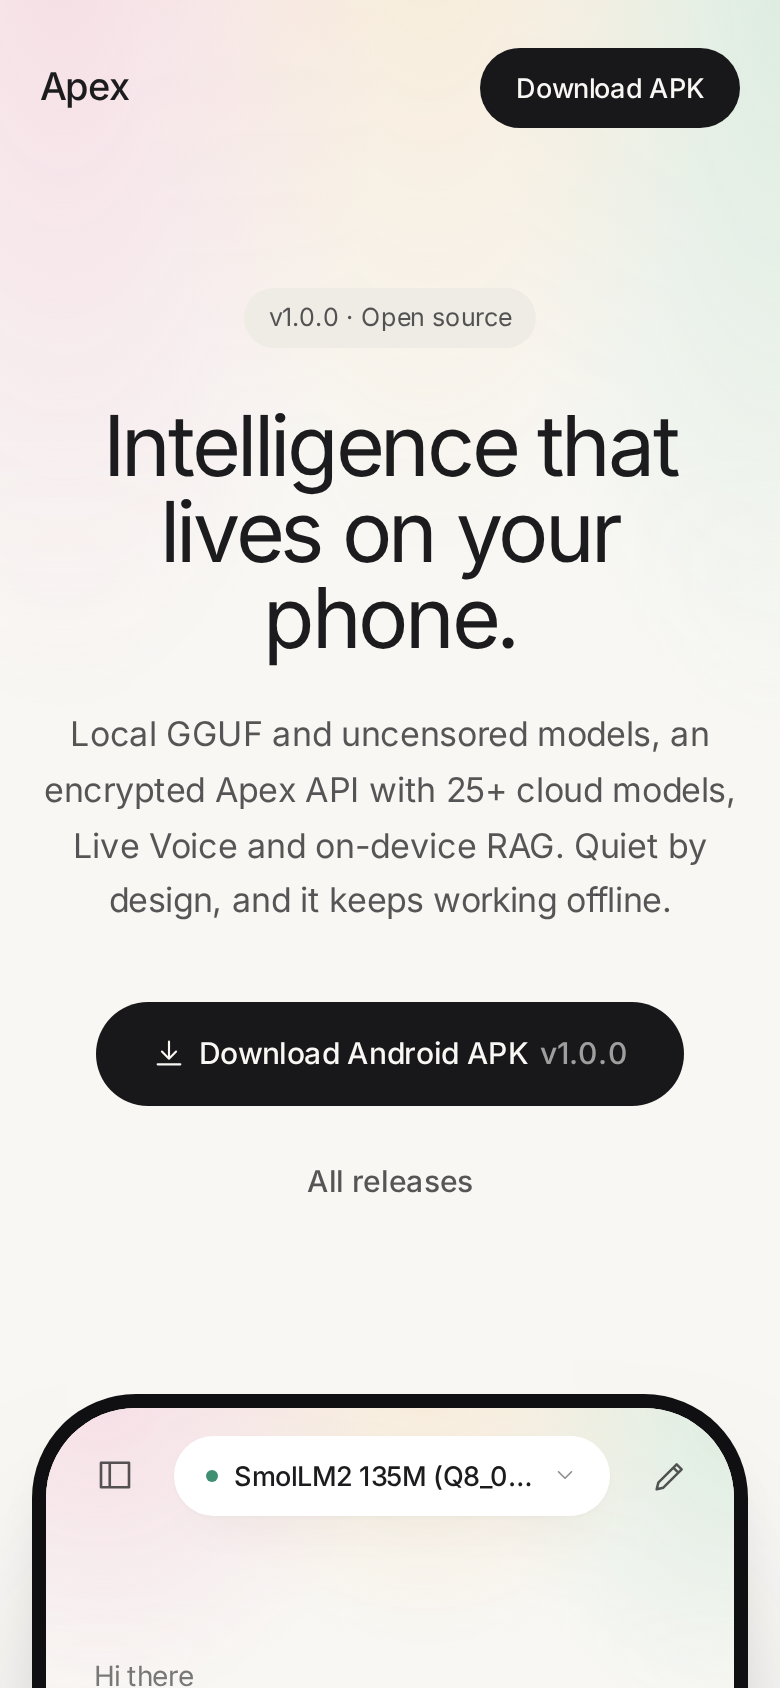 Apex
Download APK
v1.0.0 · Open source
Intelligence that
lives on your
phone.
Local GGUF and uncensored models, an
encrypted Apex API with 25+ cloud models,
Live Voice and on-device RAG. Quiet by
design, and it keeps working offline.
Download Android APK v1.0.0
All releases
SmolLM2 135M (Q8_0...
Hi there